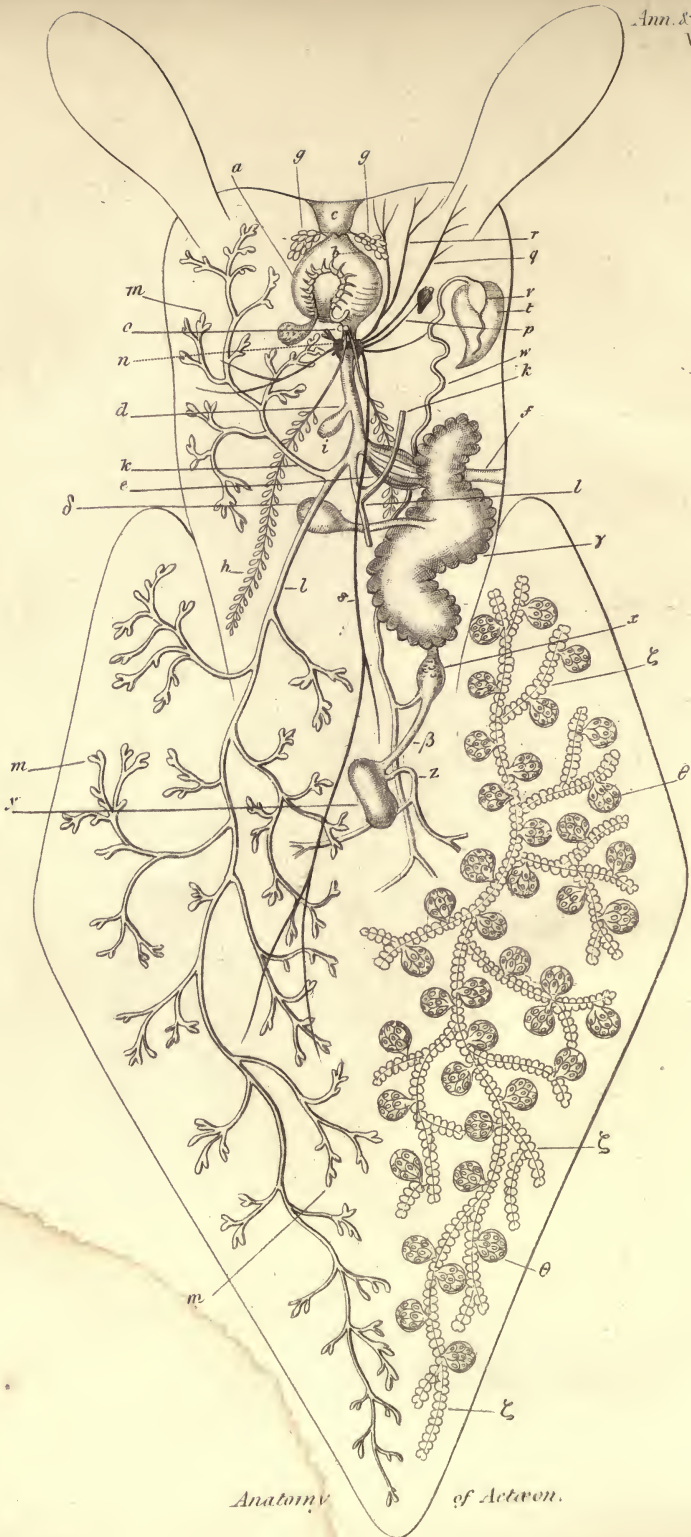 Ann. &
V
g g
a
c
b
r
q
m
v
t
c
p
n
w
k
d
f
i
k
e
δ
l
γ
h
l
s
x
ζ
β
m
z
θ
y
ζ
θ
m
ζ
Anatomy of Actæon.